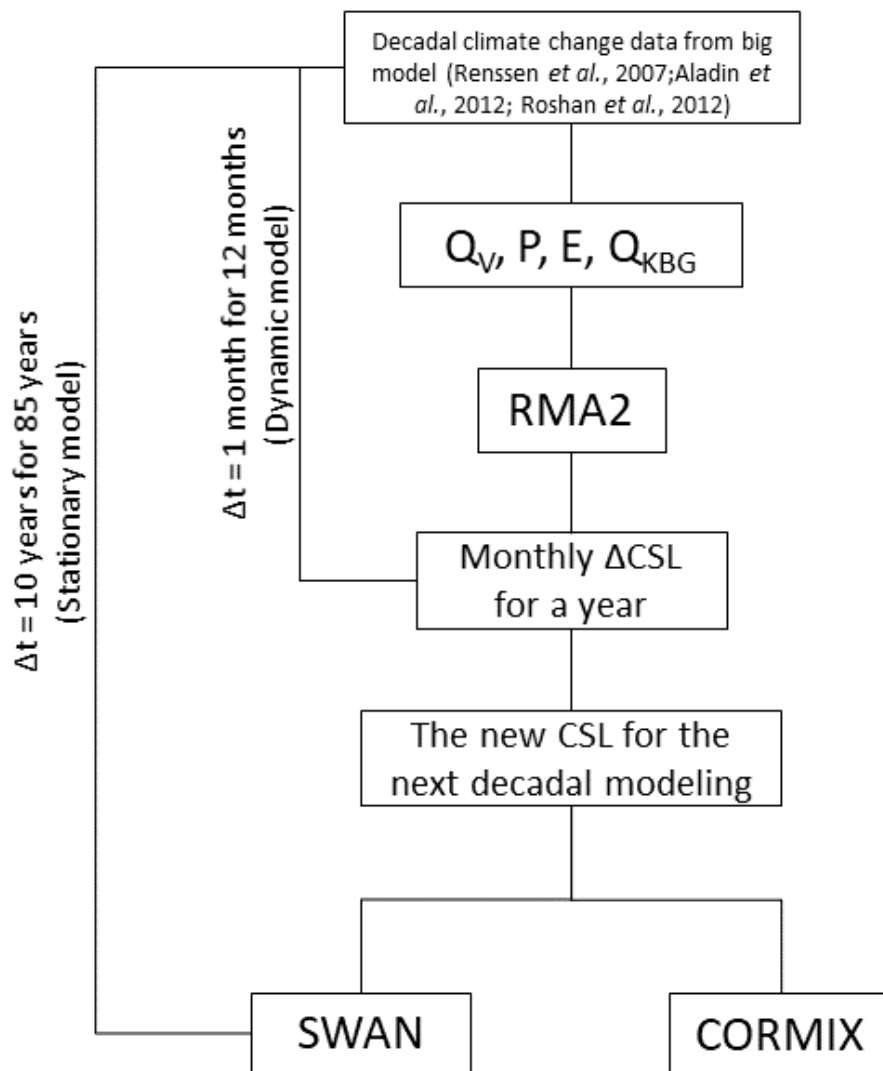 Decadal climate change data from big
model (Renssen et al., 2007;Aladin et
al., 2012; Roshan et al., 2012)
Q_V, P, E, Q_KBG
RMA2
Monthly ΔCSL
for a year
The new CSL for the
next decadal modeling
SWAN
CORMIX
Δt = 1 month for 12 months
(Dynamic model)
Δt = 10 years for 85 years
(Stationary model)